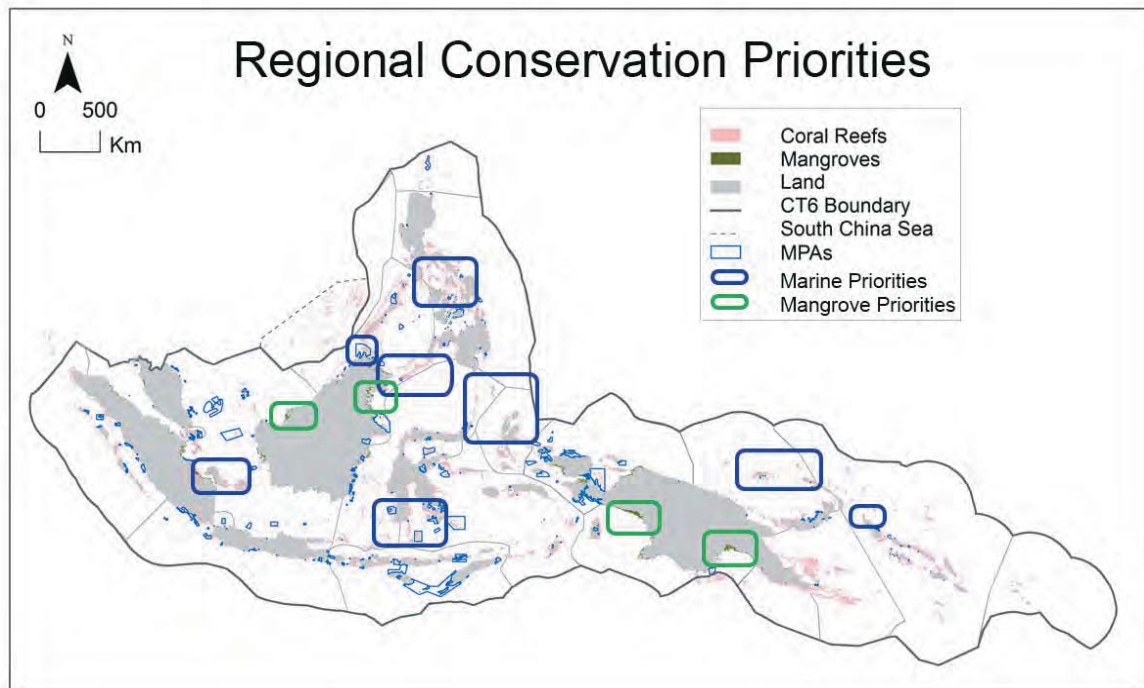 Regional Conservation Priorities
N
0 500
Km
Coral Reefs
Mangroves
Land
CT6 Boundary
South China Sea
MPAs
Marine Priorities
Mangrove Priorities